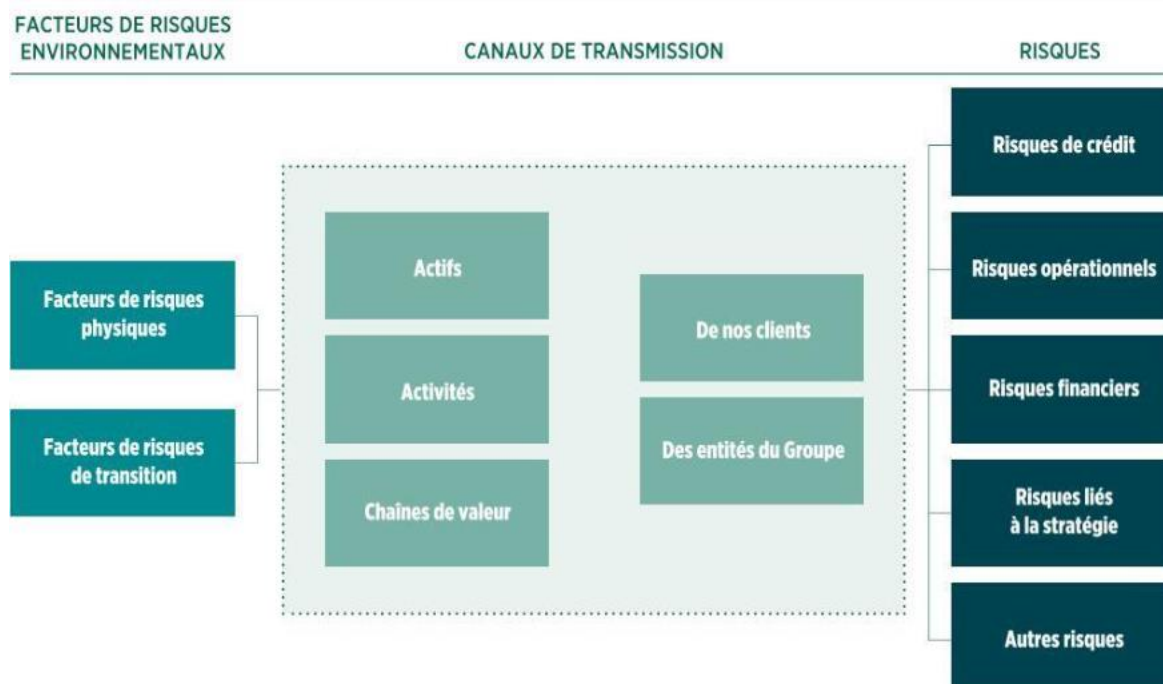 FACTEURS DE RISQUES
ENVIRONNEMENTAUX
CANAUX DE TRANSMISSION
RISQUES
Facteurs de risques
physiques
Facteurs de risques
de transition
Actifs
Activités
Chaînes de valeur
De nos clients
Des entités du Groupe
Risques de crédit
Risques opérationnels
Risques financiers
Risques liés
à la stratégie
Autres risques